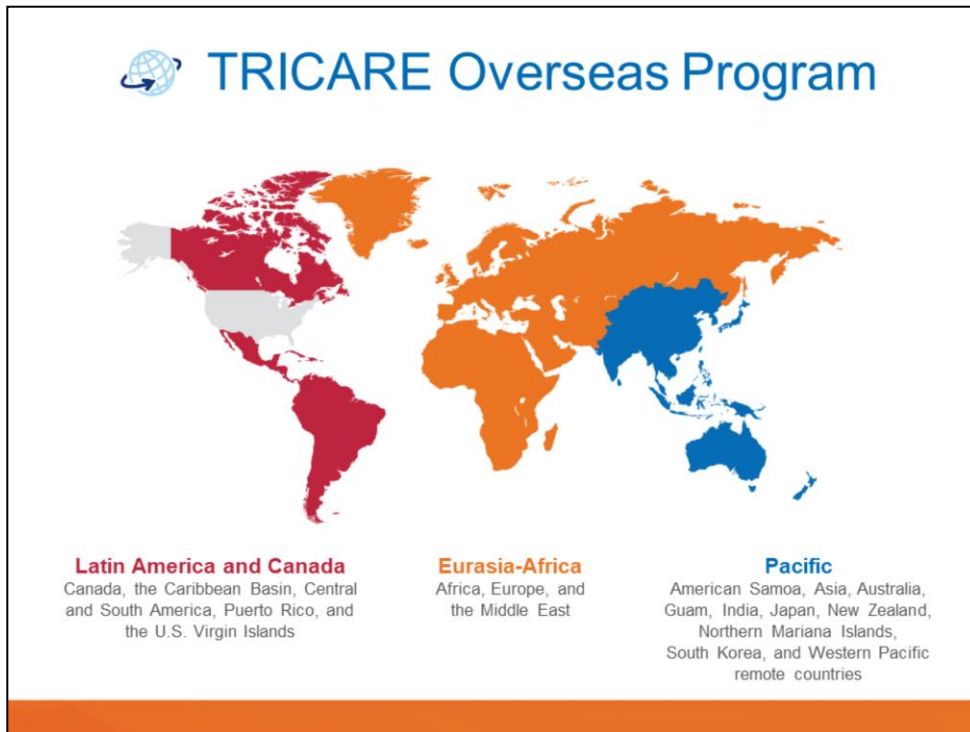 TRICARE Overseas Program
Latin America and Canada
Canada, the Caribbean Basin, Central
and South America, Puerto Rico, and
the U.S. Virgin Islands
Eurasia-Africa
Africa, Europe, and
the Middle East
Pacific
American Samoa, Asia, Australia,
Guam, India, Japan, New Zealand,
Northern Mariana Islands,
South Korea, and Western Pacific
remote countries